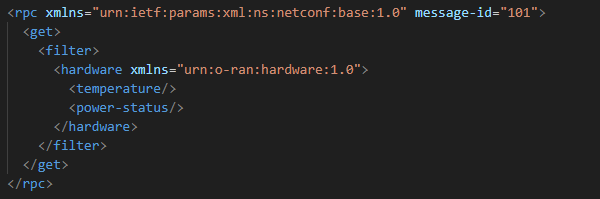 <rpc xmlns="urn:ietf:params:xml:ns:netconf:base:1.0" message-id="101">
  <get>
    <filter>
      <hardware xmlns="urn:o-ran:hardware:1.0">
        <temperature/>
        <power-status/>
      </hardware>
    </filter>
  </get>
</rpc>